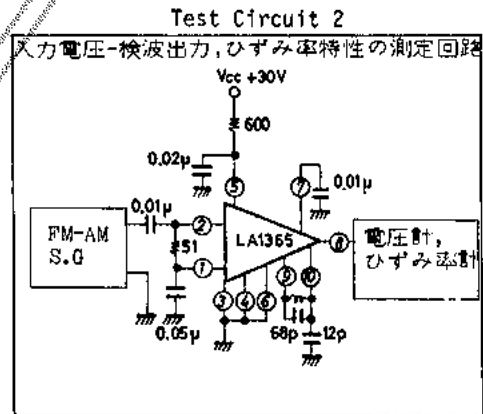 Test Circuit 2
入力電圧-検波出力,ひずみ率特性の測定回路
Vcc +30V
600
0.02μ
5
7
0.01μ
0.01μ
2
FM-AM
S.G
51
LA1365
8
電圧計,
ひずみ率計
1
9
10
3
4
6
0.05μ
68p
12p